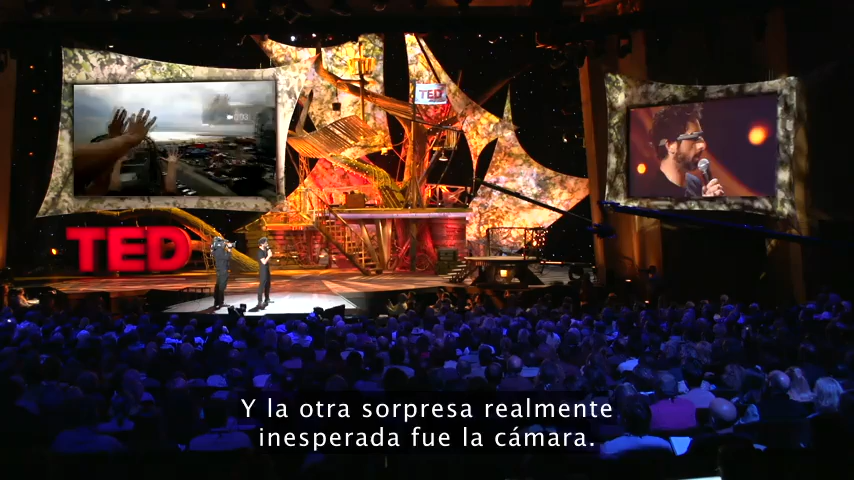 TED
TED
Y la otra sorpresa realmente
inesperada fue la cámara.